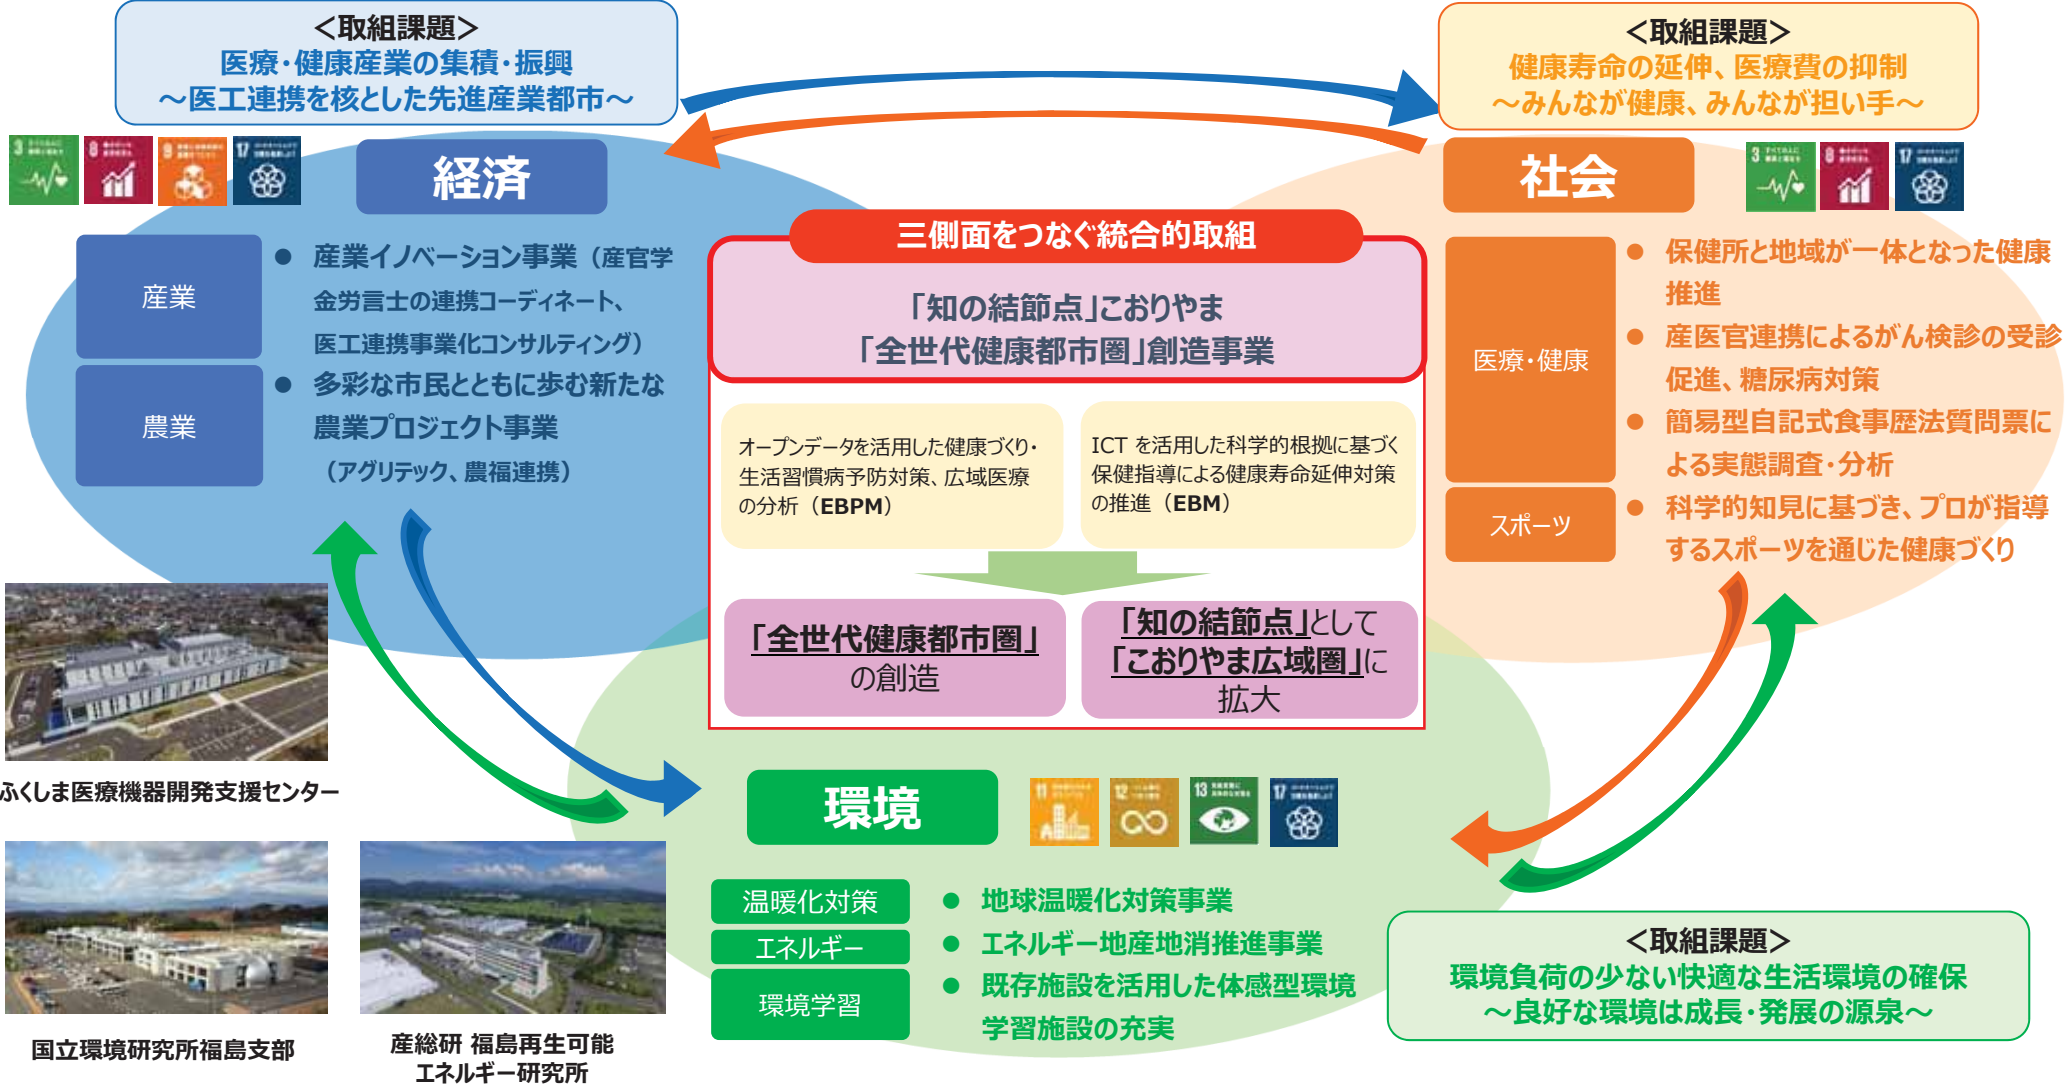 <取組課題>
医療・健康産業の集積・振興
～医工連携を核とした先進産業都市～
<取組課題>
健康寿命の延伸、医療費の抑制
～みんなが健康、みんなが担い手～
3
8
9
17
経済
産業
農業
● 産業イノベーション事業（産官学
金労言士の連携コーディネート、
医工連携事業化コンサルティング）
● 多彩な市民とともに歩む新たな
農業プロジェクト事業
（アグリテック、農福連携）
三側面をつなぐ統合的取組
「知の結節点」こおりやま
「全世代健康都市圏」創造事業
オープンデータを活用した健康づくり・
生活習慣病予防対策、広域医療
の分析（EBPM）
ICT を活用した科学的根拠に基づく
保健指導による健康寿命延伸対策
の推進（EBM）
「全世代健康都市圏」
の創造
「知の結節点」として
「こおりやま広域圏」に
拡大
社会
3 すべての人に
8
17
医療・健康
スポーツ
● 保健所と地域が一体となった健康
推進
● 産医官連携によるがん検診の受診
促進、糖尿病対策
● 簡易型自記式食事歴法質問票に
よる実態調査・分析
● 科学的知見に基づき、プロが指導
するスポーツを通じた健康づくり
ふくしま医療機器開発支援センター
国立環境研究所福島支部
産総研 福島再生可能
エネルギー研究所
環境
11
12
13
17
温暖化対策
エネルギー
環境学習
● 地球温暖化対策事業
● エネルギー地産地消推進事業
● 既存施設を活用した体感型環境
学習施設の充実
<取組課題>
環境負荷の少ない快適な生活環境の確保
～良好な環境は成長・発展の源泉～